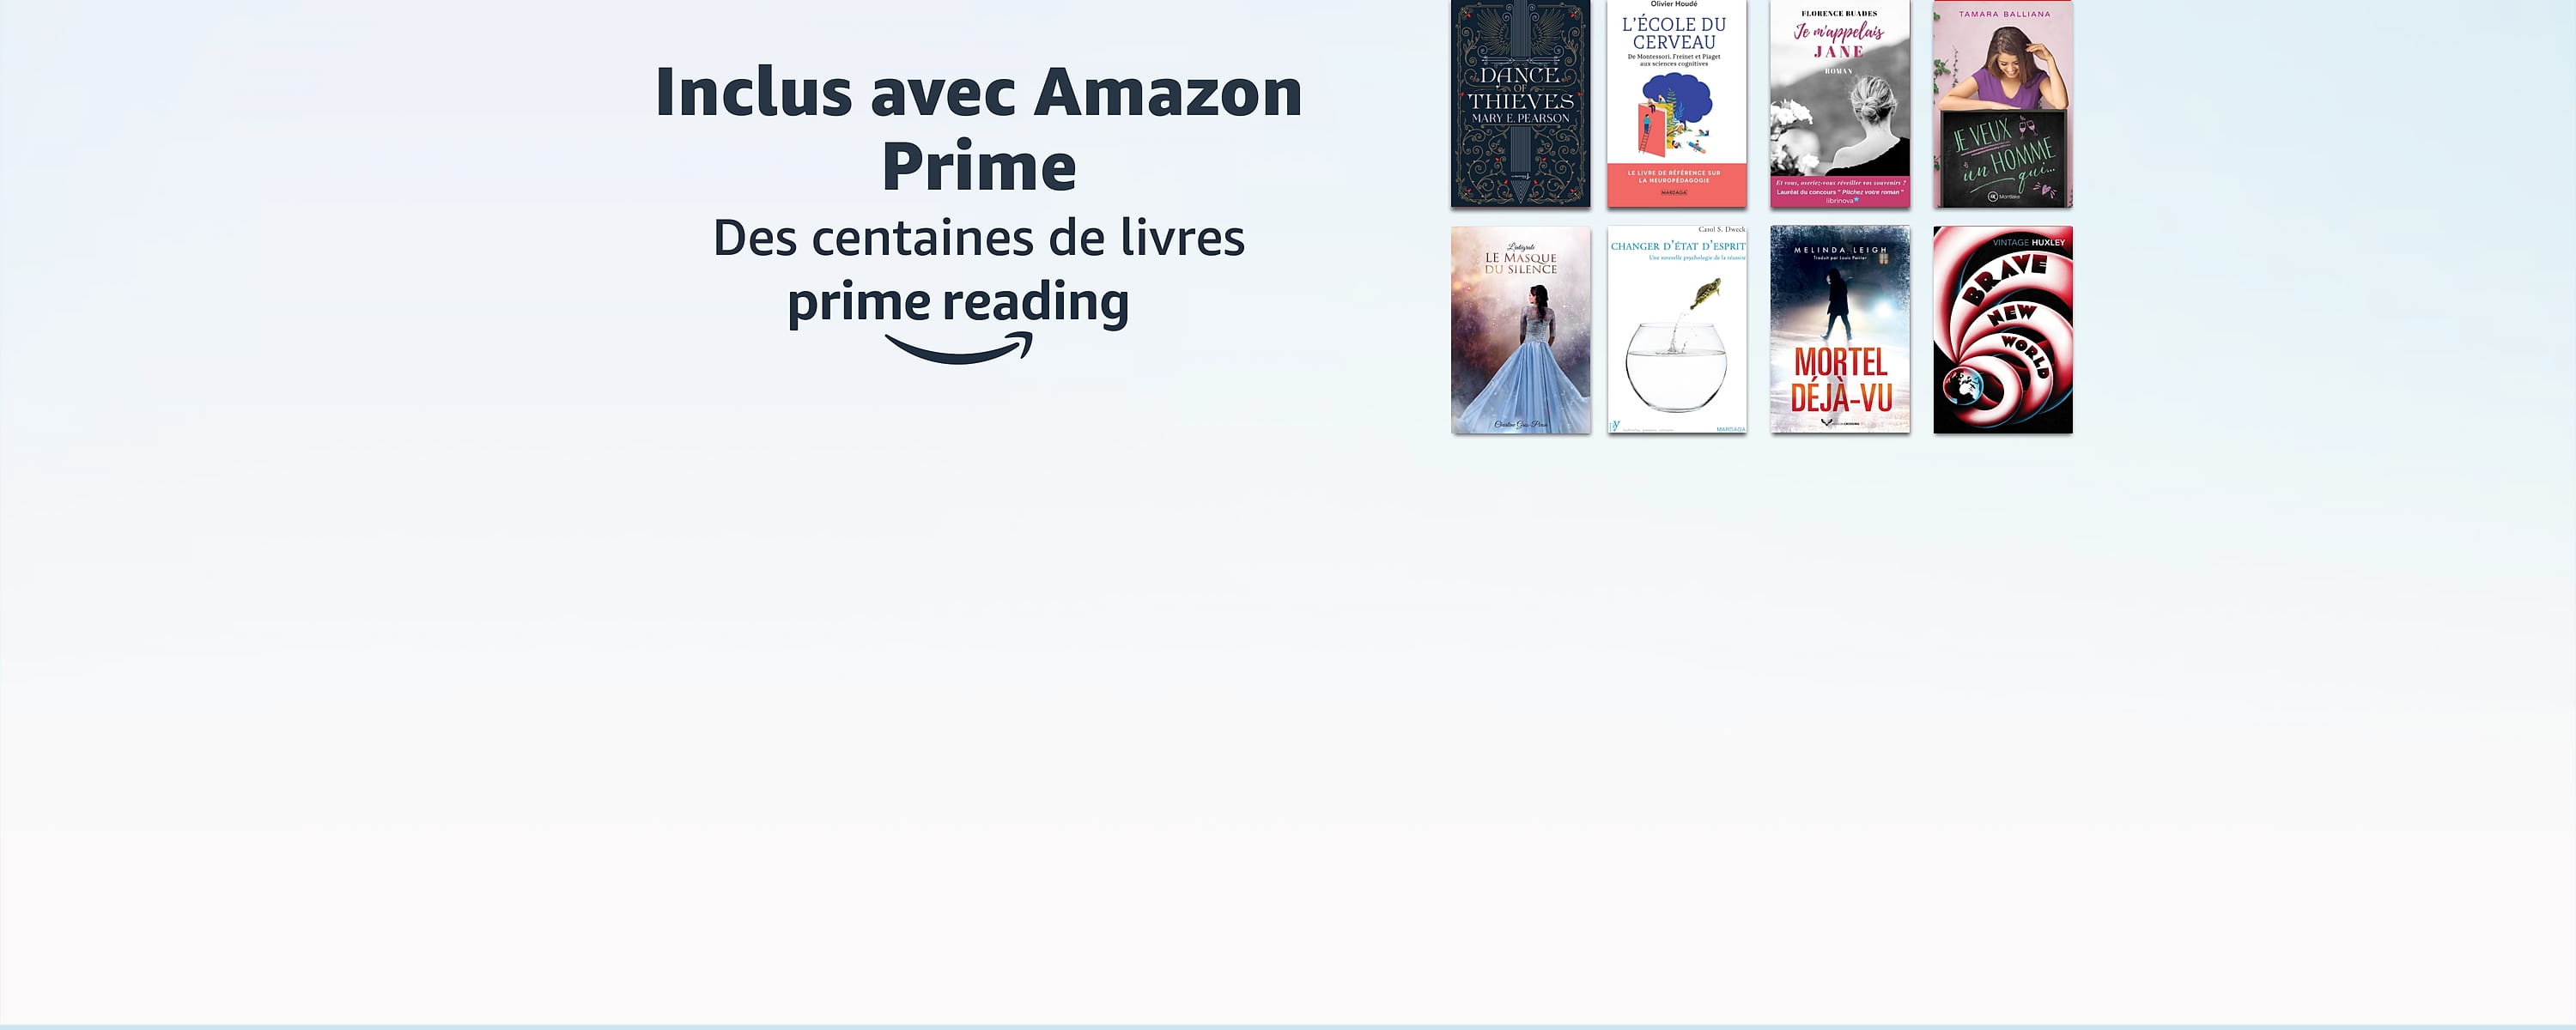 Inclus avec Amazon
Prime
Des centaines de livres
prime reading
DANCE
OF
THIEVES
MARY E. PEARSON
Olivier Houdé
L'ÉCOLE DU
CERVEAU
De Montessori, Freinet et Piaget
aux sciences cognitives
LE LIVRE DE RÉFÉRENCE SUR
LA NEUROPÉDAGOGIE
MARDAGA
FLORENCE BUADES
Je m'appelais
JANE
ROMAN
Et vous, oseriez-vous réveiller vos souvenirs ?
Lauréat du concours " Pitchez votre roman "
librinova
TAMARA BALLIANA
JE VEUX
un HOMME
qui...
Montlake
L'intégrale
LE MASQUE
DU SILENCE
Carol S. Dweck
CHANGER D'ÉTAT D'ESPRIT
Une nouvelle psychologie de la réussite
MARDAGA
MELINDA LEIGH
Traduit par Louis Poirier
MORTEL
DÉJÀ-VU
VINTAGE HUXLEY
BRAVE
NEW
WORLD